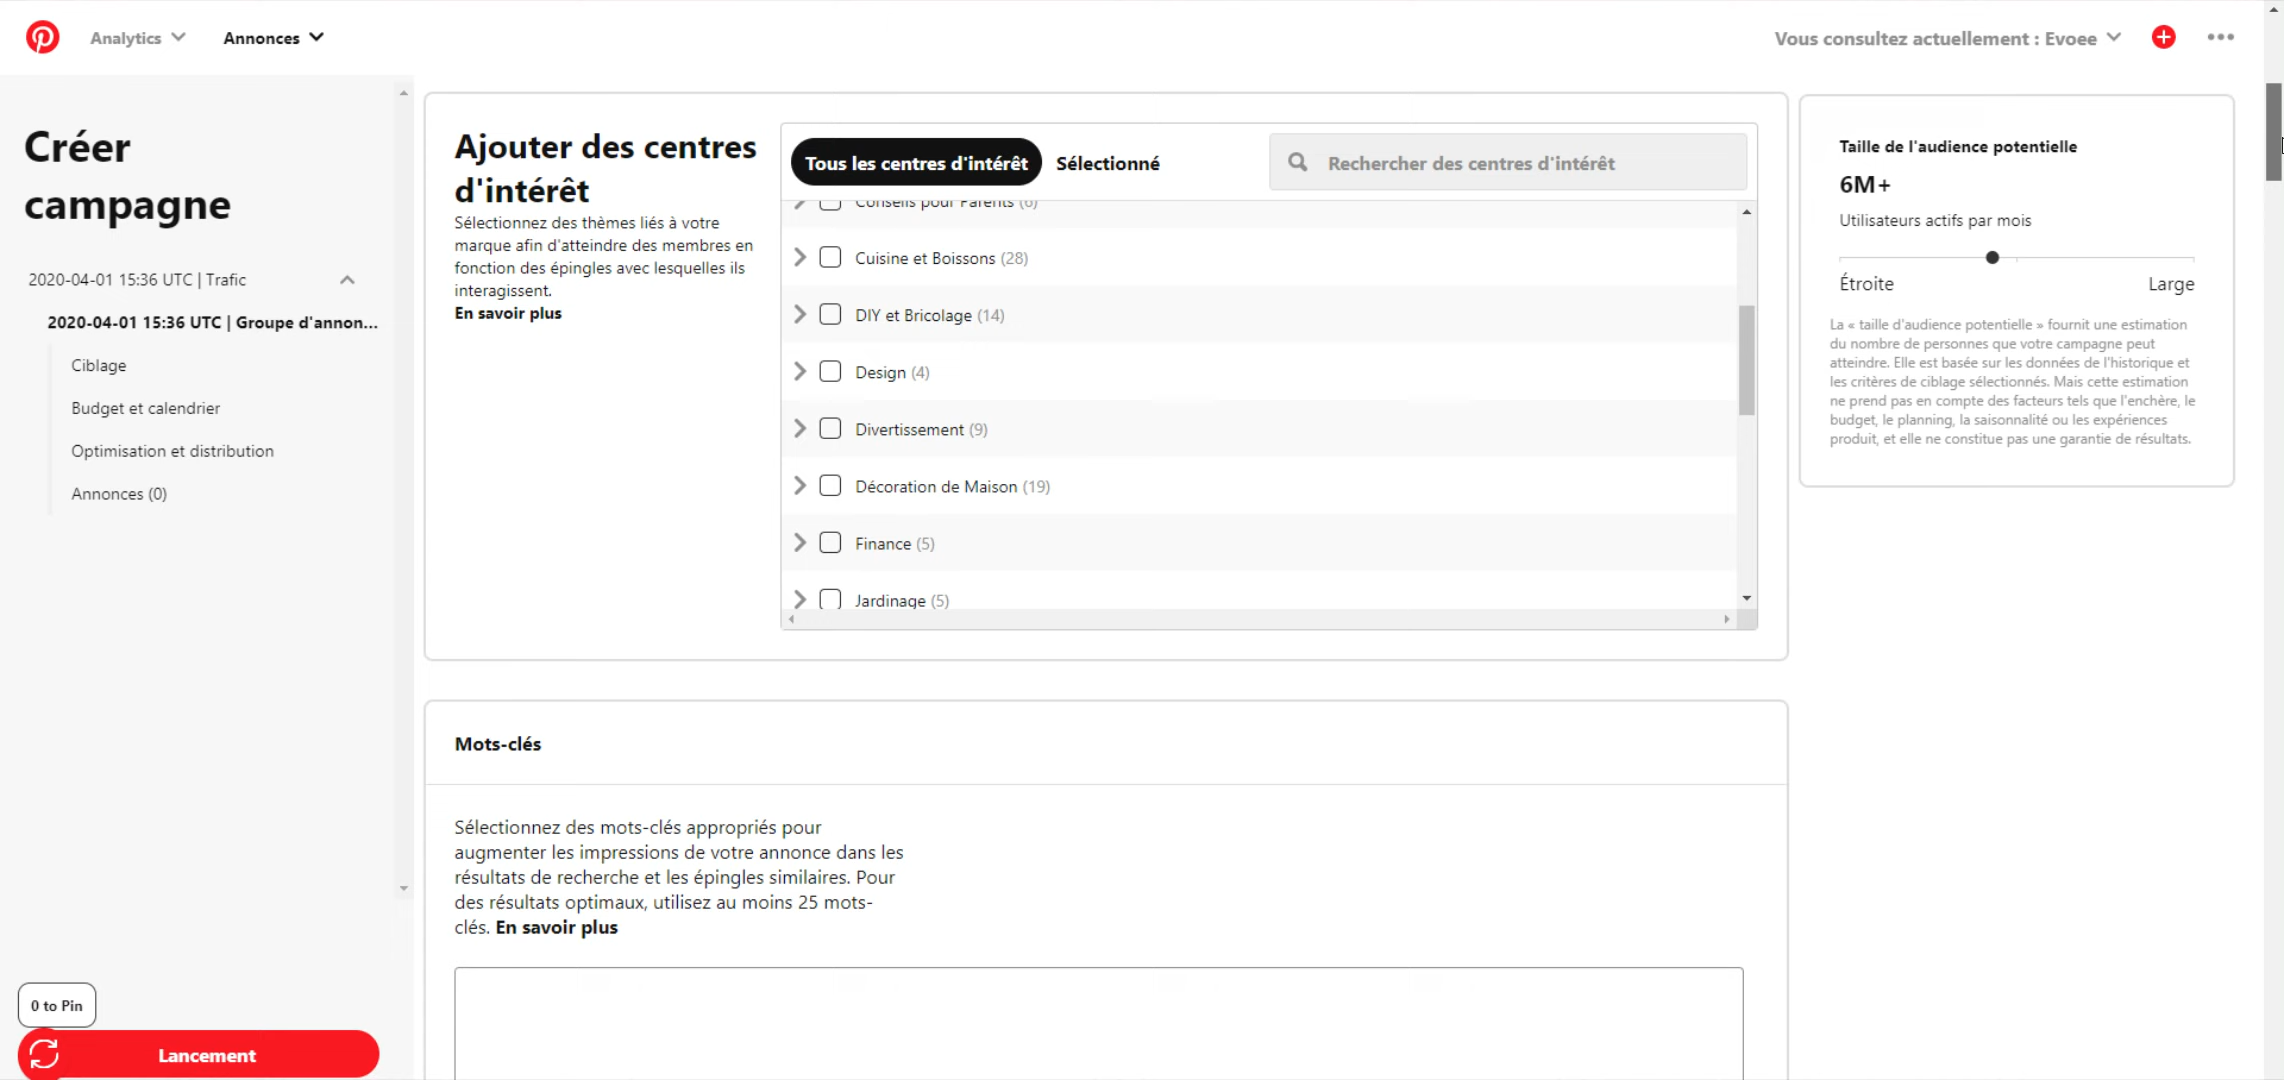 Analytics
Annonces
Vous consultez actuellement : Evoee
Créer
campagne
2020-04-01 15:36 UTC | Trafic
2020-04-01 15:36 UTC | Groupe d'annon...
Ciblage
Budget et calendrier
Optimisation et distribution
Annonces (0)
0 to Pin
Lancement
Ajouter des centres
d'intérêt
Sélectionnez des thèmes liés à votre
marque afin d'atteindre des membres en
fonction des épingles avec lesquelles ils
interagissent.
En savoir plus
Tous les centres d'intérêt
Sélectionné
Rechercher des centres d'intérêt
Conseils pour Parents (6)
Cuisine et Boissons (28)
DIY et Bricolage (14)
Design (4)
Divertissement (9)
Décoration de Maison (19)
Finance (5)
Jardinage (5)
Mots-clés
Sélectionnez des mots-clés appropriés pour
augmenter les impressions de votre annonce dans les
résultats de recherche et les épingles similaires. Pour
des résultats optimaux, utilisez au moins 25 mots-
clés. En savoir plus
Taille de l'audience potentielle
6M+
Utilisateurs actifs par mois
Étroite
Large
La « taille d'audience potentielle » fournit une estimation
du nombre de personnes que votre campagne peut
atteindre. Elle est basée sur les données de l'historique et
les critères de ciblage sélectionnés. Mais cette estimation
ne prend pas en compte des facteurs tels que l'enchère, le
budget, le planning, la saisonnalité ou les expériences
produit, et elle ne constitue pas une garantie de résultats.